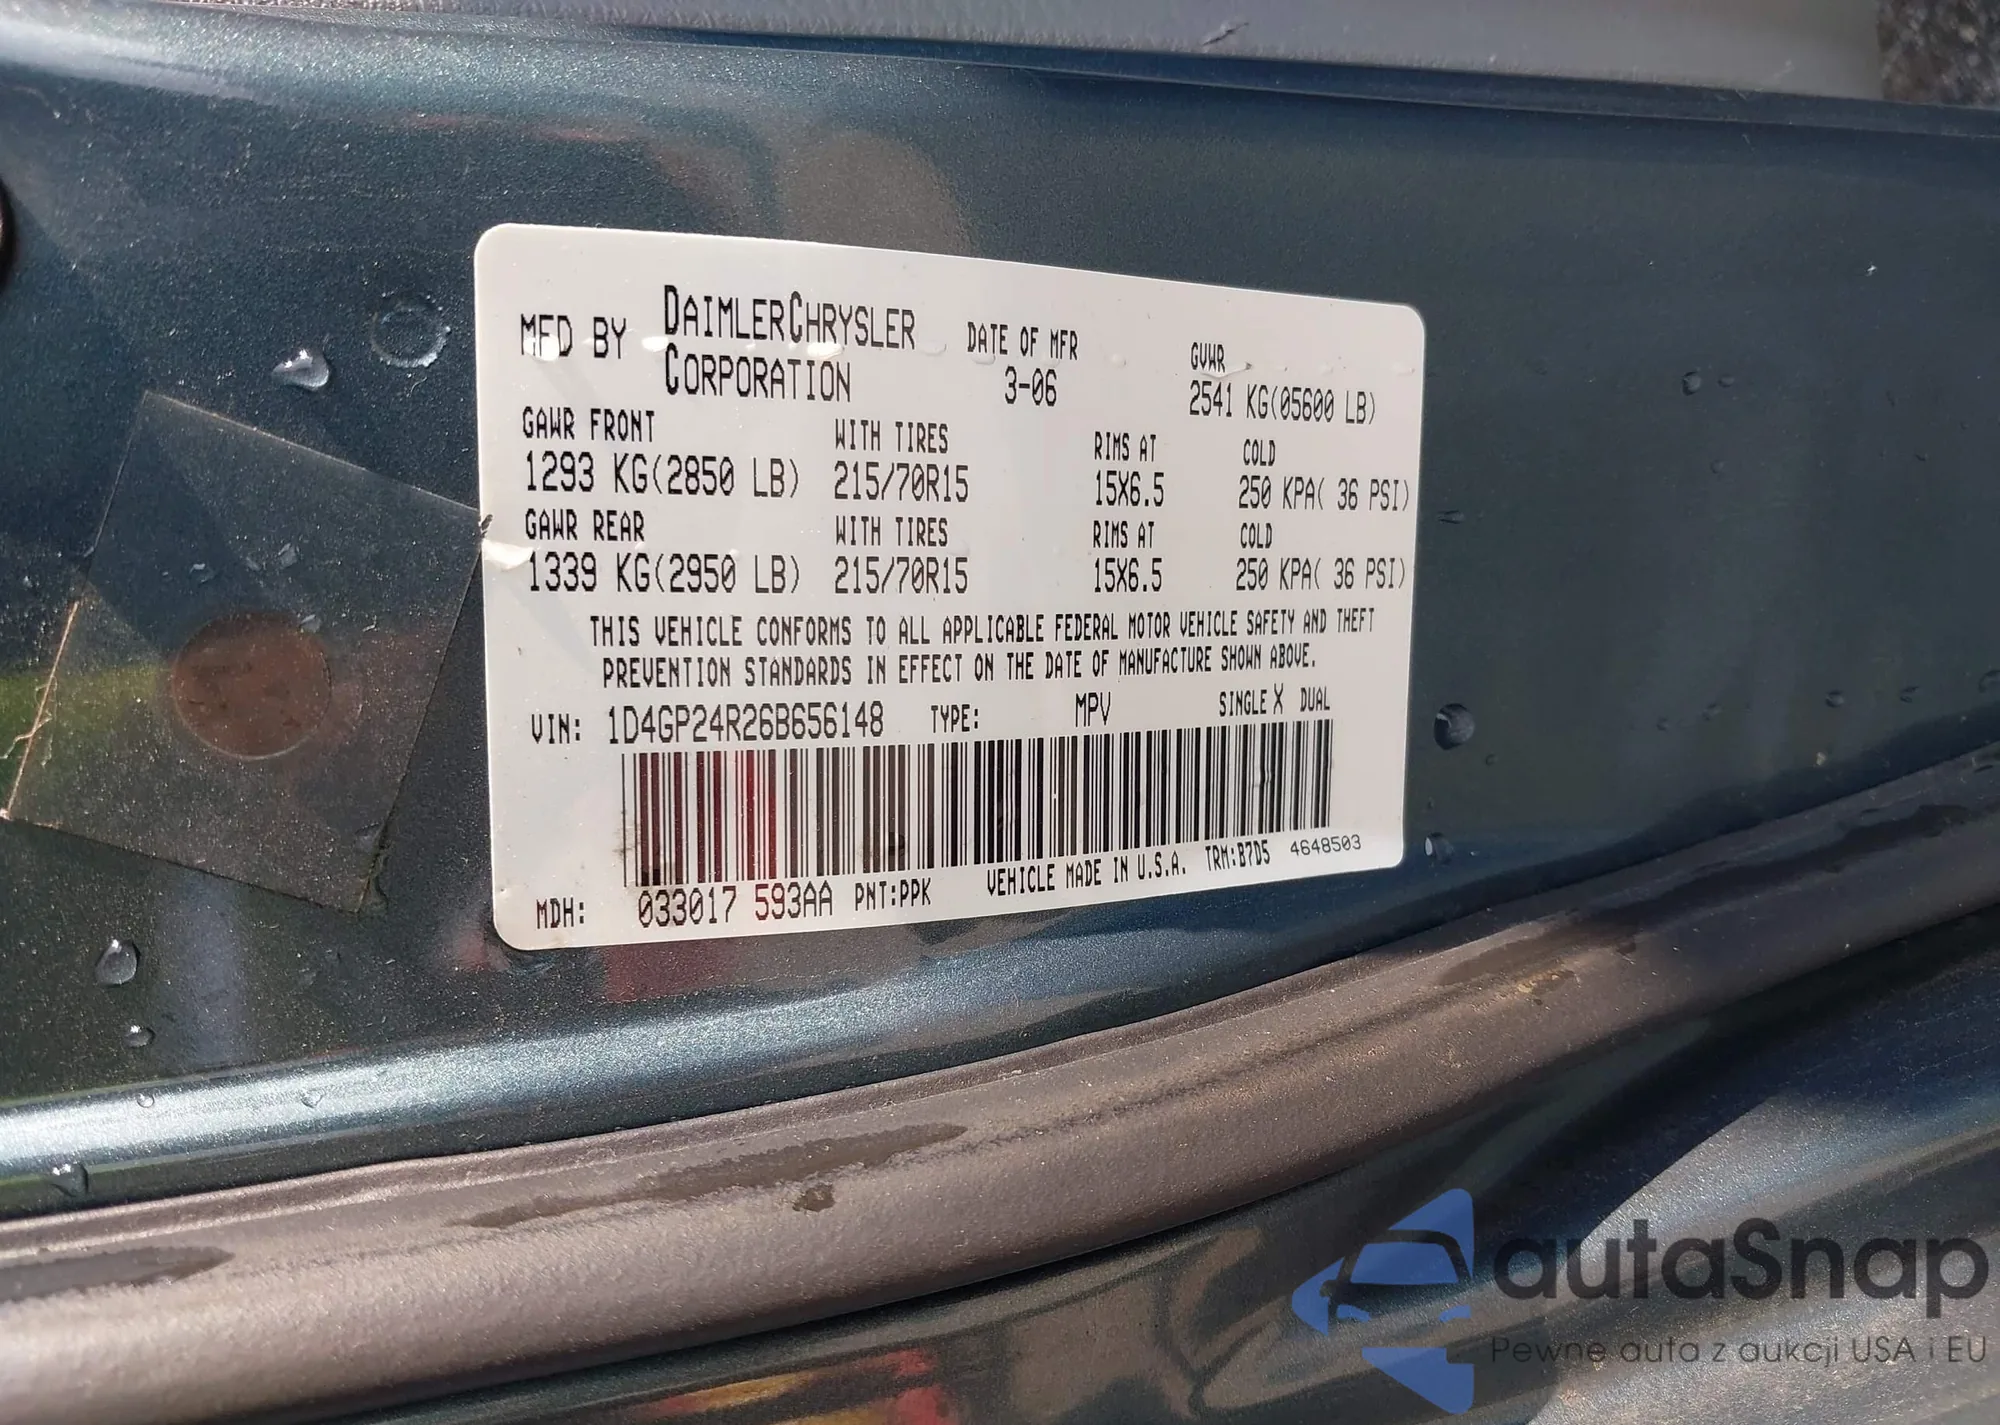 MFD BY DAIMLERCHRYSLER CORPORATION
DATE OF MFR 3-06
GVWR 2541 KG(05600 LB)
GAWR FRONT WITH TIRES RIMS AT COLD
1293 KG(2850 LB) 215/70R15 15X6.5 250 KPA( 36 PSI)
GAWR REAR WITH TIRES RIMS AT COLD
1339 KG(2950 LB) 215/70R15 15X6.5 250 KPA( 36 PSI)
THIS VEHICLE CONFORMS TO ALL APPLICABLE FEDERAL MOTOR VEHICLE SAFETY AND THEFT
PREVENTION STANDARDS IN EFFECT ON THE DATE OF MANUFACTURE SHOWN ABOVE.
VIN: 1D4GP24R26B656148 TYPE: MPV SINGLE X DUAL
MDH: 033017 593AA PNT:PPK VEHICLE MADE IN U.S.A. TRM:B7D5 4648503
autaSnap
Pewne auta z aukcji USA i EU